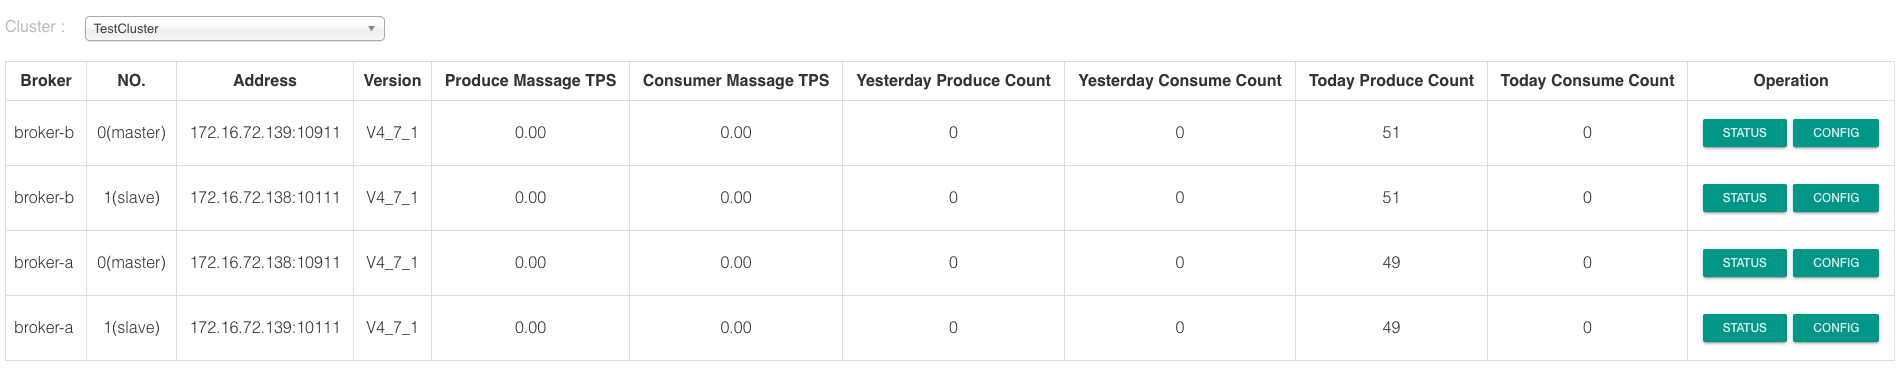 Cluster : TestCluster
Broker NO. Address Version Produce Massage TPS Consumer Massage TPS Yesterday Produce Count Yesterday Consume Count Today Produce Count Today Consume Count Operation
broker-b 0(master) 172.16.72.139:10911 V4_7_1 0.00 0.00 0 0 51 0 STATUS CONFIG
broker-b 1(slave) 172.16.72.138:10111 V4_7_1 0.00 0.00 0 0 51 0 STATUS CONFIG
broker-a 0(master) 172.16.72.138:10911 V4_7_1 0.00 0.00 0 0 49 0 STATUS CONFIG
broker-a 1(slave) 172.16.72.139:10111 V4_7_1 0.00 0.00 0 0 49 0 STATUS CONFIG